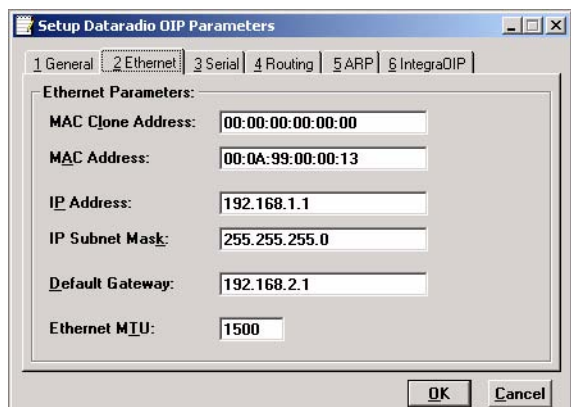 Setup Dataradio OIP Parameters
1 General 2 Ethernet 3 Serial 4 Routing 5 ARP 6 IntegraOIP
Ethernet Parameters:
MAC Clone Address: 00:00:00:00:00:00
MAC Address: 00:0A:99:00:00:13
IP Address: 192.168.1.1
IP Subnet Mask: 255.255.255.0
Default Gateway: 192.168.2.1
Ethernet MTU: 1500
OK Cancel